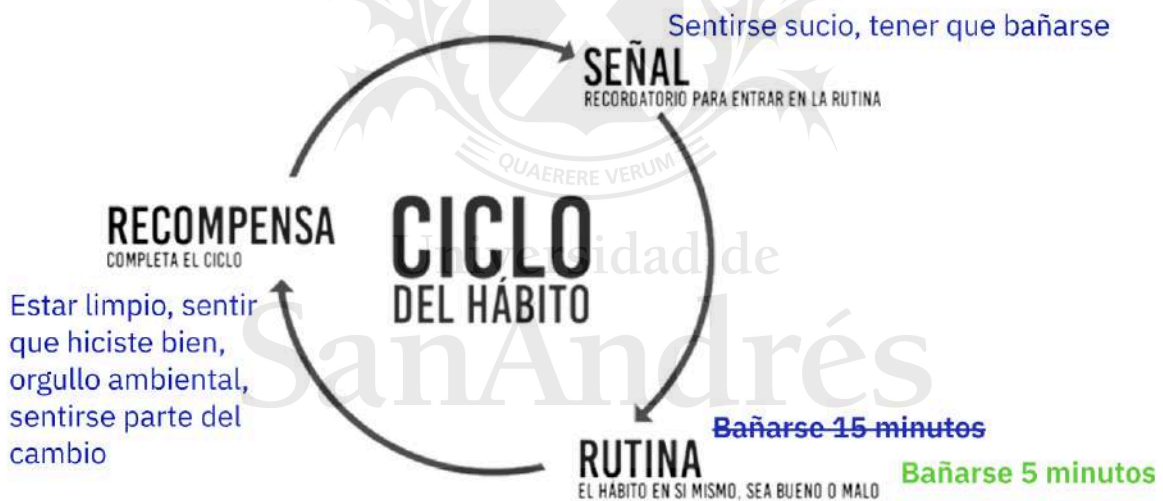 Sentirse sucio, tener que bañarse
SEÑAL
RECORDATORIO PARA ENTRAR EN LA RUTINA
QUAERERE VERUM
RECOMPENSA
COMPLETA EL CICLO
CICLO
DEL HÁBITO
Universidad de
SanAndrés
Estar limpio, sentir
que hiciste bien,
orgullo ambiental,
sentirse parte del
cambio
Bañarse 15 minutos
RUTINA
EL HÁBITO EN SI MISMO, SEA BUENO O MALO
Bañarse 5 minutos